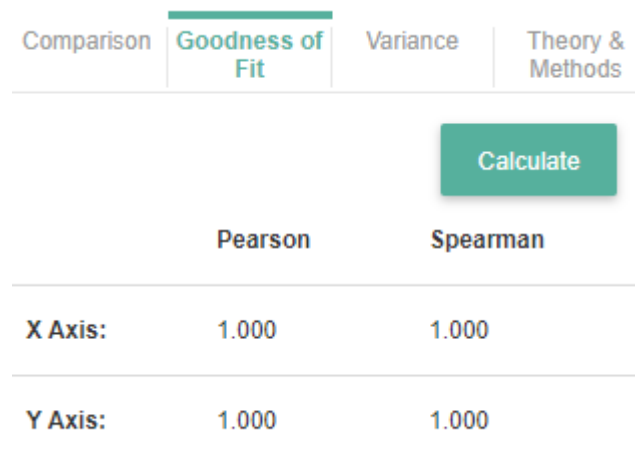 Comparison
Goodness of
Fit
Variance
Theory &
Methods
Calculate
Pearson Spearman
X Axis: 1.000 1.000
Y Axis: 1.000 1.000